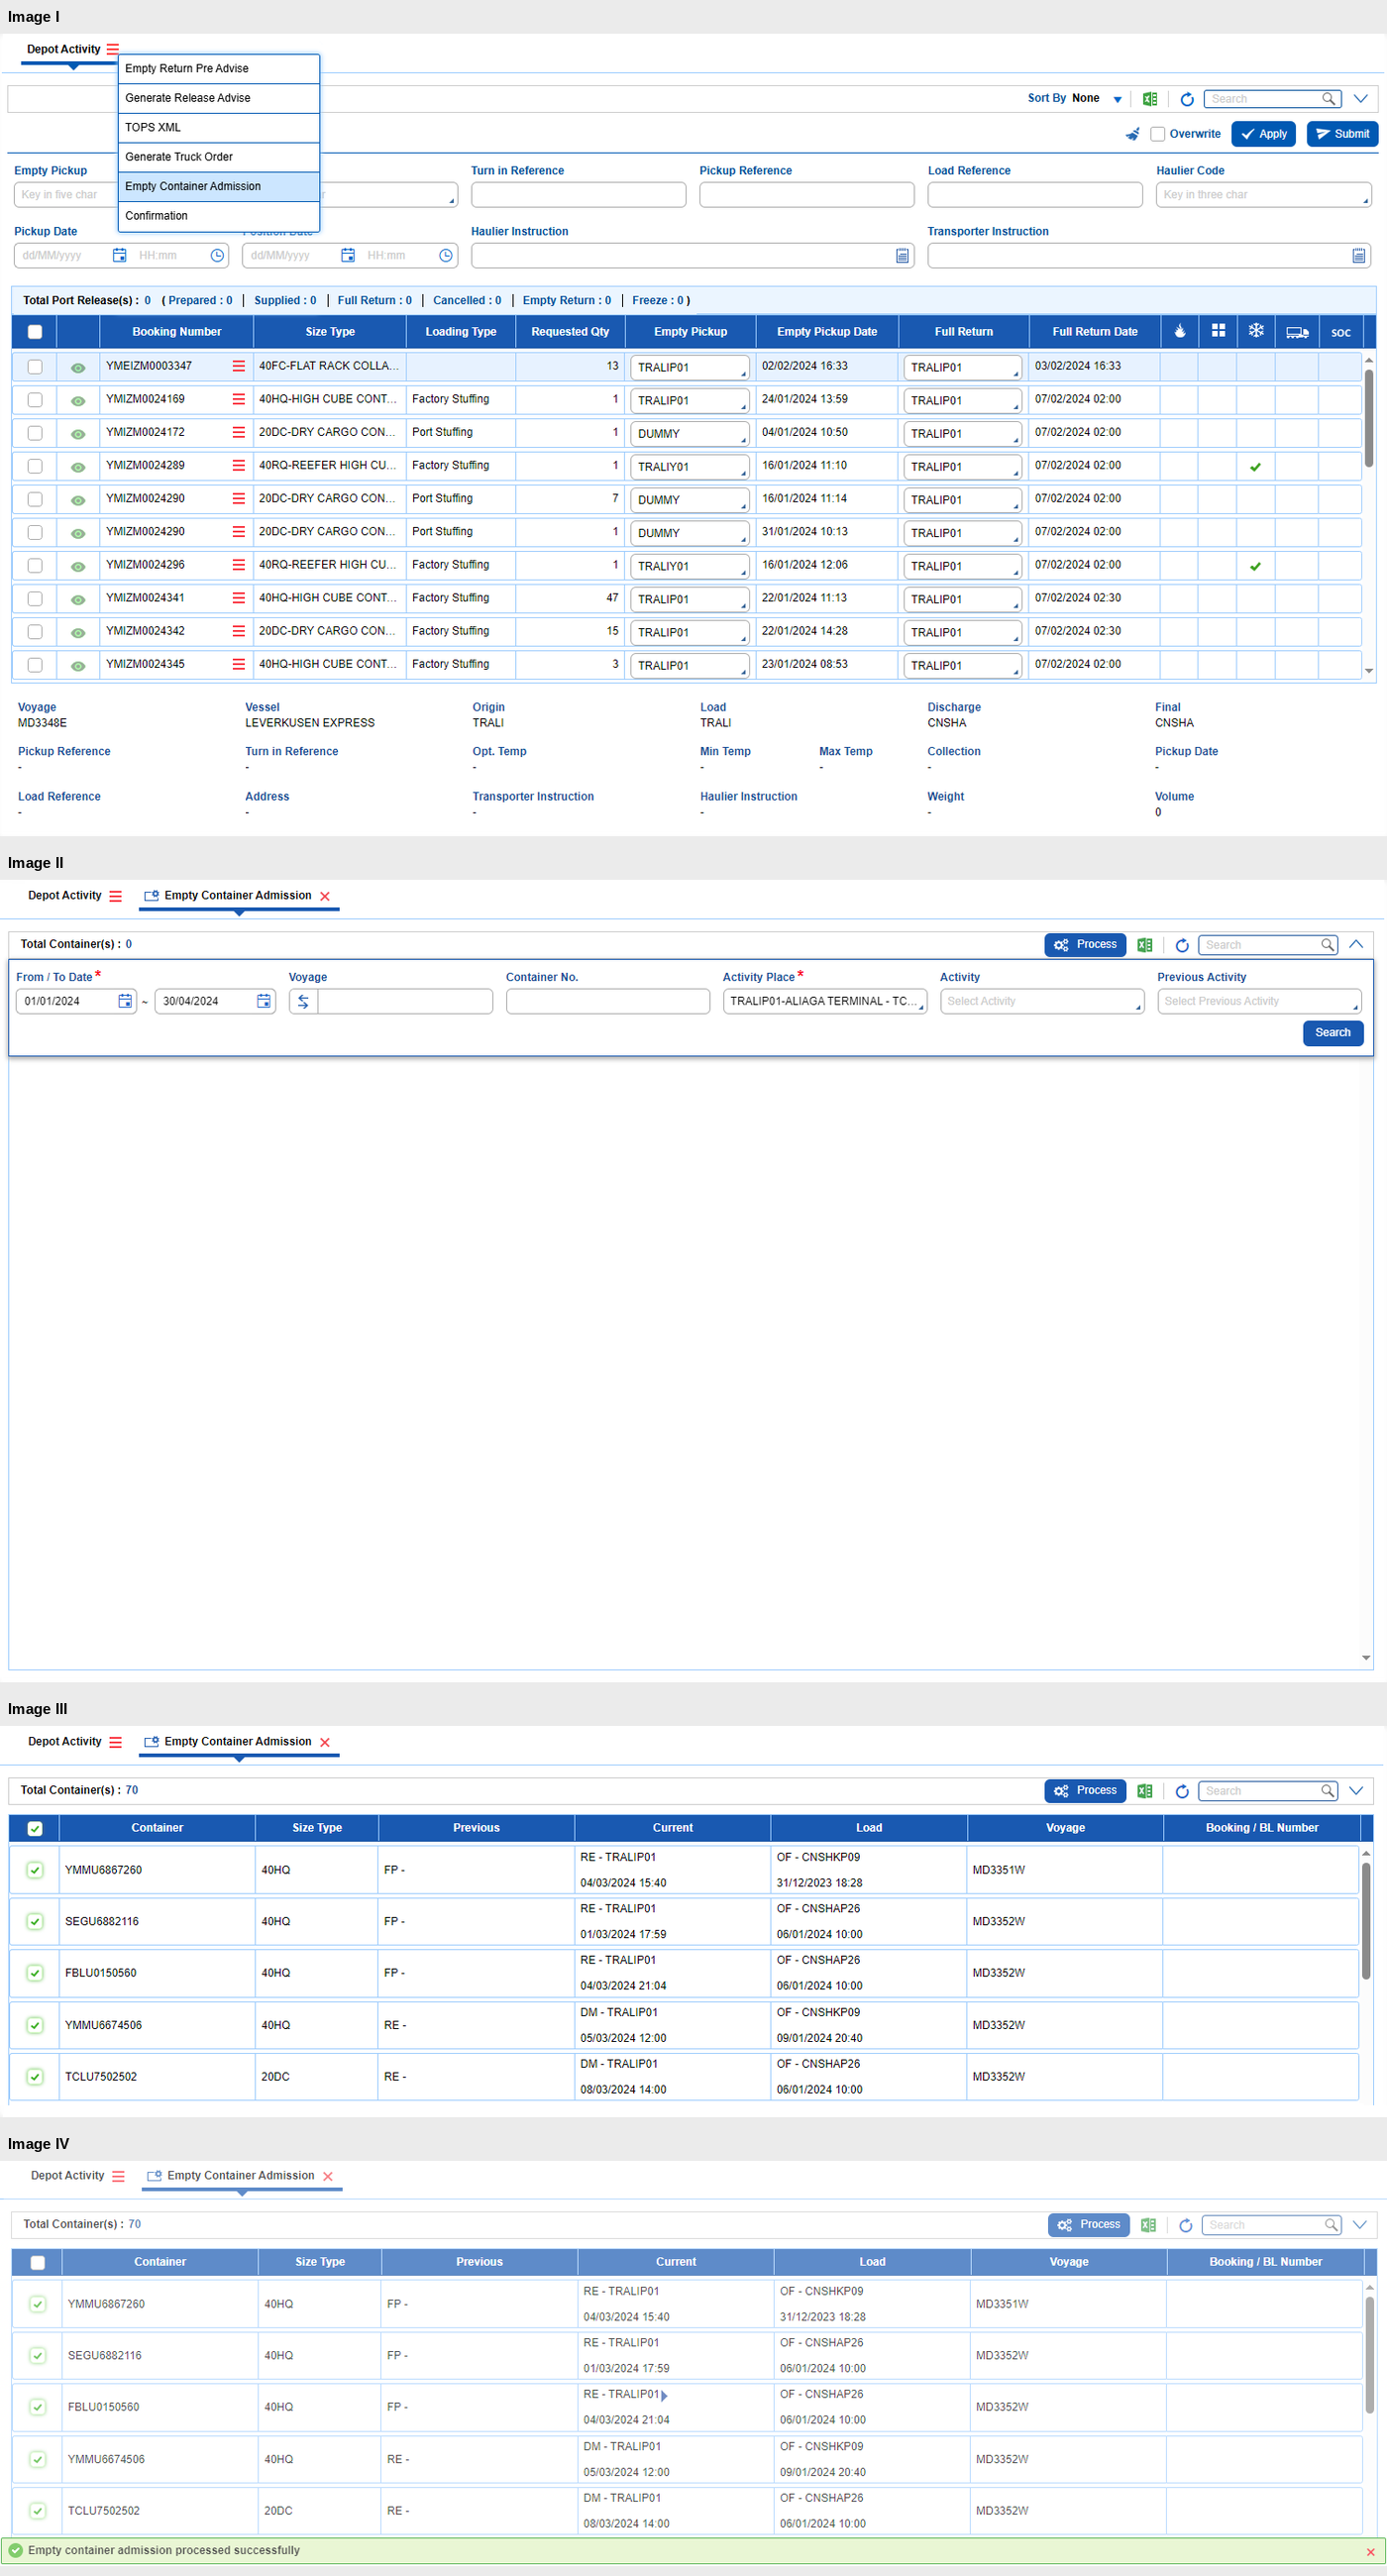 Image I
Depot Activity
Empty Return Pre Advise
Generate Release Advise
TOPS XML
Generate Truck Order
Empty Container Admission
Confirmation
Sort By None Search
Overwrite Apply Submit
Empty Pickup Turn in Reference Pickup Reference Load Reference Haulier Code
Key in five char Key in three char
Pickup Date Position Date Haulier Instruction Transporter Instruction
dd/MM/yyyy HH:mm dd/MM/yyyy HH:mm
Total Port Release(s) : 0 ( Prepared : 0 | Supplied : 0 | Full Return : 0 | Cancelled : 0 | Empty Return : 0 | Freeze : 0 )
Booking Number Size Type Loading Type Requested Qty Empty Pickup Empty Pickup Date Full Return Full Return Date SOC
YMEIZM0003347 40FC-FLAT RACK COLLA... 13 TRALIP01 02/02/2024 16:33 TRALIP01 03/02/2024 16:33
YMIZM0024169 40HQ-HIGH CUBE CONT... Factory Stuffing 1 TRALIP01 24/01/2024 13:59 TRALIP01 07/02/2024 02:00
YMIZM0024172 20DC-DRY CARGO CON... Port Stuffing 1 DUMMY 04/01/2024 10:50 TRALIP01 07/02/2024 02:00
YMIZM0024289 40RQ-REEFER HIGH CU... Factory Stuffing 1 TRALIY01 16/01/2024 11:10 TRALIP01 07/02/2024 02:00
YMIZM0024290 20DC-DRY CARGO CON... Port Stuffing 7 DUMMY 16/01/2024 11:14 TRALIP01 07/02/2024 02:00
YMIZM0024290 20DC-DRY CARGO CON... Port Stuffing 1 DUMMY 31/01/2024 10:13 TRALIP01 07/02/2024 02:00
YMIZM0024296 40RQ-REEFER HIGH CU... Factory Stuffing 1 TRALIY01 16/01/2024 12:06 TRALIP01 07/02/2024 02:00
YMIZM0024341 40HQ-HIGH CUBE CONT... Factory Stuffing 47 TRALIP01 22/01/2024 11:13 TRALIP01 07/02/2024 02:30
YMIZM0024342 20DC-DRY CARGO CON... Factory Stuffing 15 TRALIP01 22/01/2024 14:28 TRALIP01 07/02/2024 02:30
YMIZM0024345 40HQ-HIGH CUBE CONT... Factory Stuffing 3 TRALIP01 23/01/2024 08:53 TRALIP01 07/02/2024 02:00
Voyage Vessel Origin Load Discharge Final
MD3348E LEVERKUSEN EXPRESS TRALI TRALI CNSHA CNSHA
Pickup Reference Turn in Reference Opt. Temp Min Temp Max Temp Collection Pickup Date
- - - - - - -
Load Reference Address Transporter Instruction Haulier Instruction Weight Volume
- - - - - 0
Image II
Depot Activity Empty Container Admission
Total Container(s) : 0 Process Search
From / To Date* Voyage Container No. Activity Place* Activity Previous Activity
01/01/2024 ~ 30/04/2024 TRALIP01-ALIAGA TERMINAL - TC... Select Activity Select Previous Activity
Search
Image III
Depot Activity Empty Container Admission
Total Container(s) : 70 Process Search
Container Size Type Previous Current Load Voyage Booking / BL Number
YMMU6867260 40HQ FP - RE - TRALIP01 04/03/2024 15:40 OF - CNSHKP09 31/12/2023 18:28 MD3351W
SEGU6882116 40HQ FP - RE - TRALIP01 01/03/2024 17:59 OF - CNSHAP26 06/01/2024 10:00 MD3352W
FBLU0150560 40HQ FP - RE - TRALIP01 04/03/2024 21:04 OF - CNSHAP26 06/01/2024 10:00 MD3352W
YMMU6674506 40HQ RE - DM - TRALIP01 05/03/2024 12:00 OF - CNSHKP09 09/01/2024 20:40 MD3352W
TCLU7502502 20DC RE - DM - TRALIP01 08/03/2024 14:00 OF - CNSHAP26 06/01/2024 10:00 MD3352W
Image IV
Depot Activity Empty Container Admission
Total Container(s) : 70 Process Search
Container Size Type Previous Current Load Voyage Booking / BL Number
YMMU6867260 40HQ FP - RE - TRALIP01 04/03/2024 15:40 OF - CNSHKP09 31/12/2023 18:28 MD3351W
SEGU6882116 40HQ FP - RE - TRALIP01 01/03/2024 17:59 OF - CNSHAP26 06/01/2024 10:00 MD3352W
FBLU0150560 40HQ FP - RE - TRALIP01 04/03/2024 21:04 OF - CNSHAP26 06/01/2024 10:00 MD3352W
YMMU6674506 40HQ RE - DM - TRALIP01 05/03/2024 12:00 OF - CNSHKP09 09/01/2024 20:40 MD3352W
TCLU7502502 20DC RE - DM - TRALIP01 08/03/2024 14:00 OF - CNSHAP26 06/01/2024 10:00 MD3352W
Empty container admission processed successfully